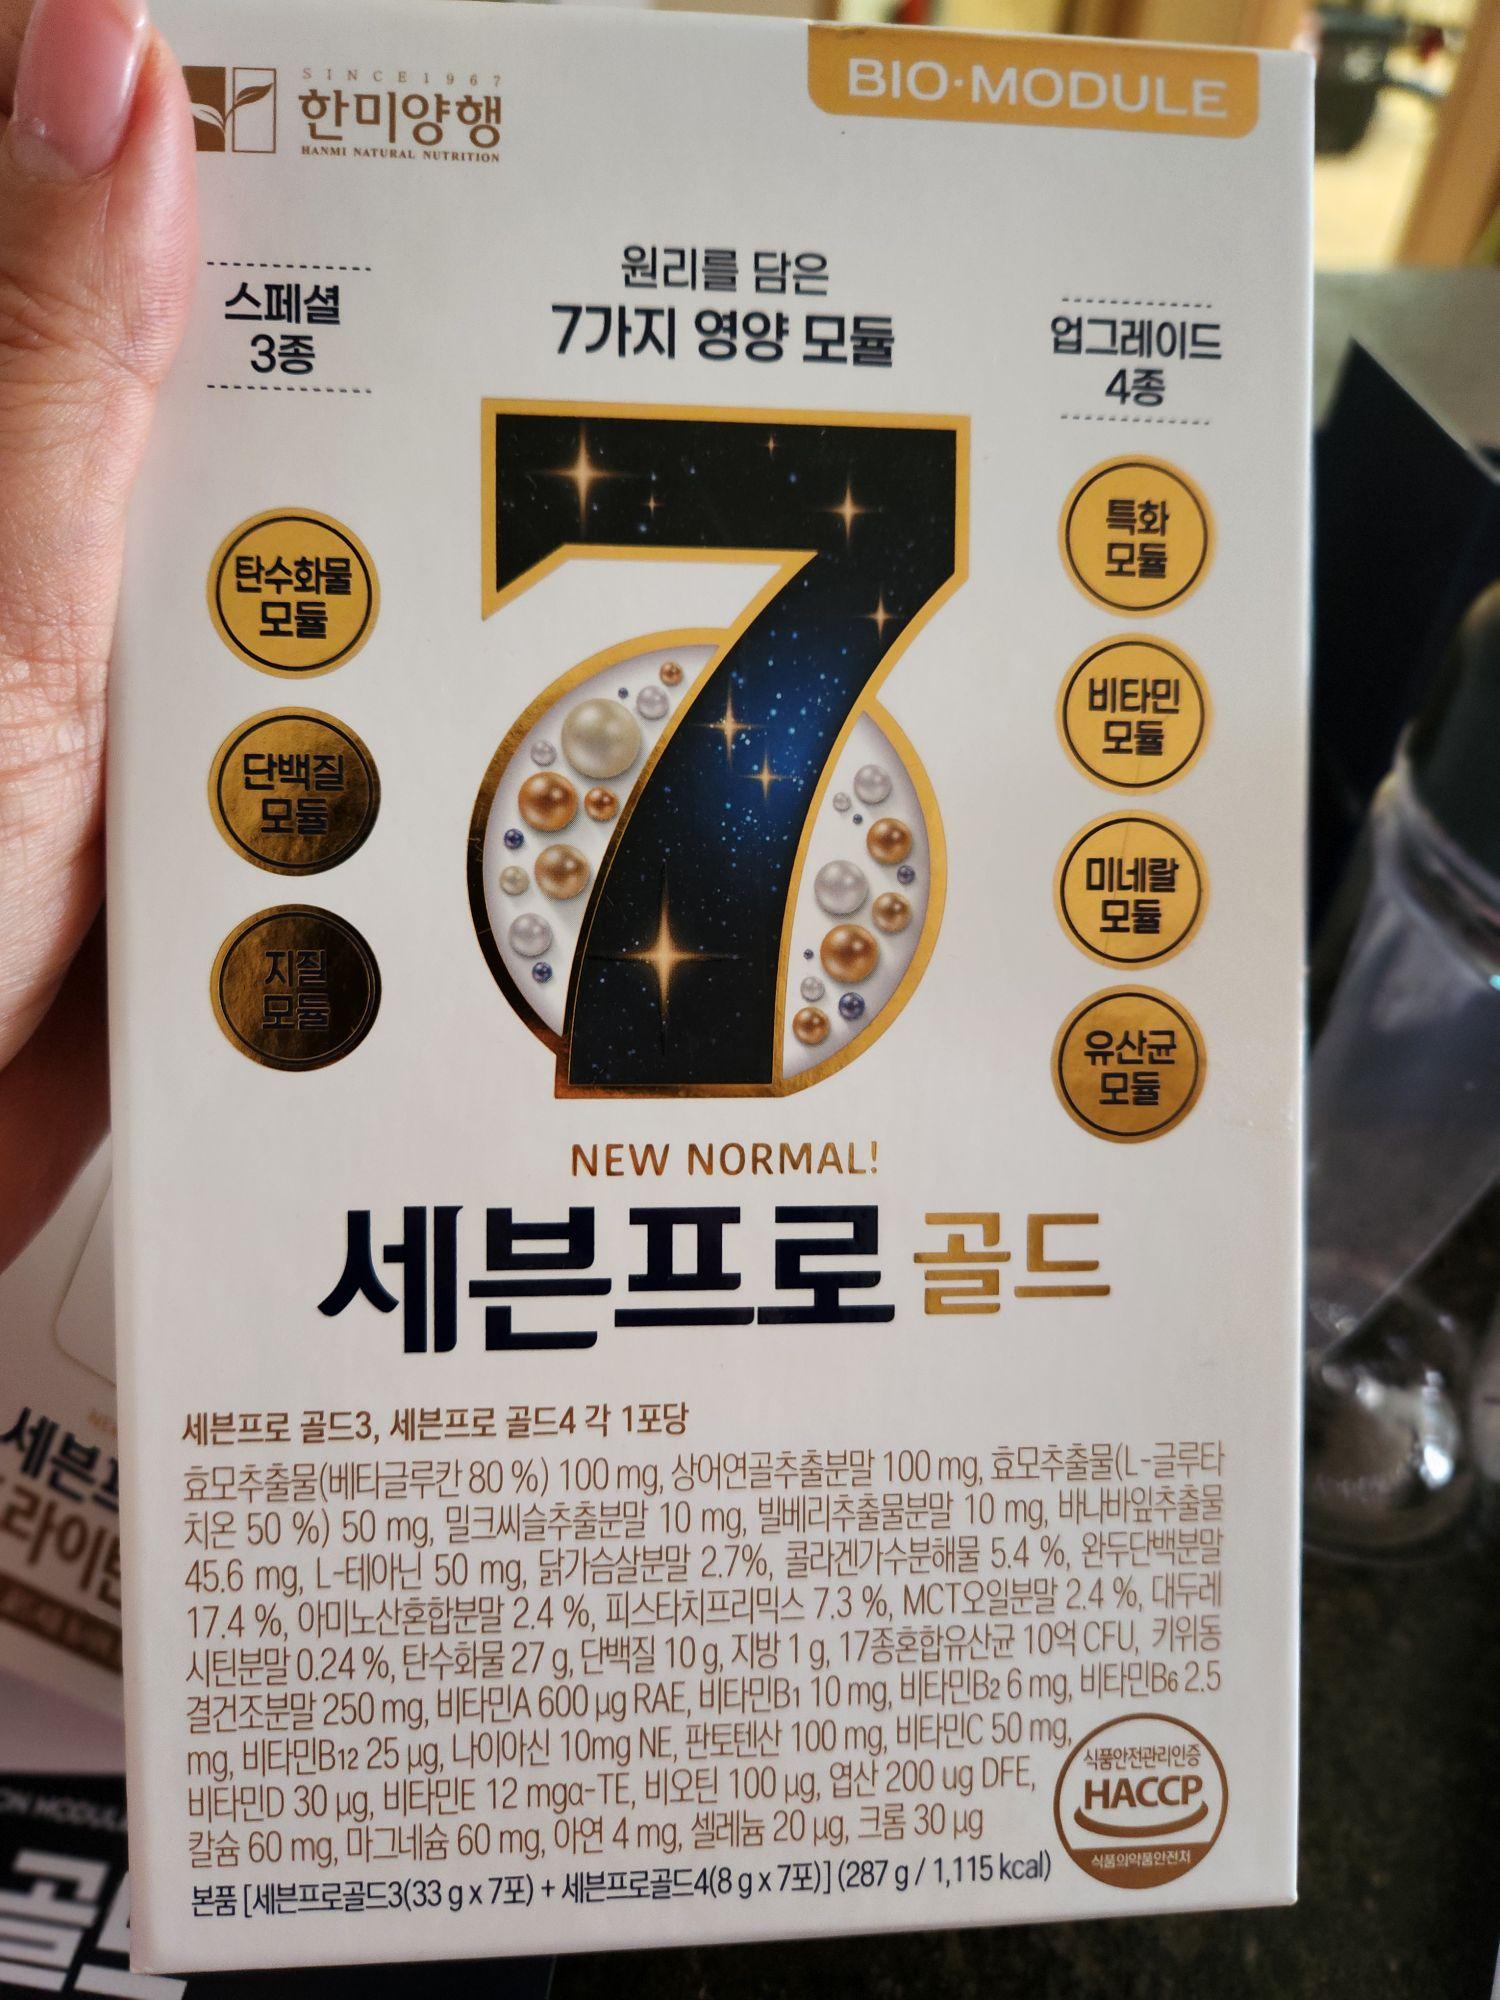 SINCE 1967
한미양행
HANMI NATURAL NUTRITION
BIO·MODULE
원리를 담은
7가지 영양 모듈
스페셜
3종
업그레이드
4종
탄수화물
모듈
단백질
모듈
지질
모듈
7
특화
모듈
비타민
모듈
미네랄
모듈
유산균
모듈
NEW NORMAL!
세븐프로 골드
세븐프로 골드3, 세븐프로 골드4 각 1포당
효모추출물(베타글루칸 80 %) 100 mg, 상어연골추출분말 100 mg, 효모추출물(L-글루타
치온 50 %) 50 mg, 밀크씨슬추출분말 10 mg, 빌베리추출물분말 10 mg, 바나바잎추출물
45.6 mg, L-테아닌 50 mg, 닭가슴살분말 2.7%, 콜라겐가수분해물 5.4 %, 완두단백분말
17.4 %, 아미노산혼합분말 2.4 %, 피스타치프리믹스 7.3 %, MCT오일분말 2.4 %, 대두레
시틴분말 0.24 %, 탄수화물 27 g, 단백질 10 g, 지방 1 g, 17종혼합유산균 10억 CFU, 키위동
결건조분말 250 mg, 비타민A 600 μg RAE, 비타민B1 10 mg, 비타민B2 6 mg, 비타민B6 2.5
mg, 비타민B12 25 μg, 나이아신 10mg NE, 판토텐산 100 mg, 비타민C 50 mg,
비타민D 30 μg, 비타민E 12 mgα-TE, 비오틴 100 μg, 엽산 200 ug DFE,
칼슘 60 mg, 마그네슘 60 mg, 아연 4 mg, 셀레늄 20 μg, 크롬 30 μg
본품 [세븐프로골드3(33 g x 7포) + 세븐프로골드4(8 g x 7포)] (287 g / 1,115 kcal)
식품안전관리인증
HACCP
식품의약품안전처
세븐프
라이
골드